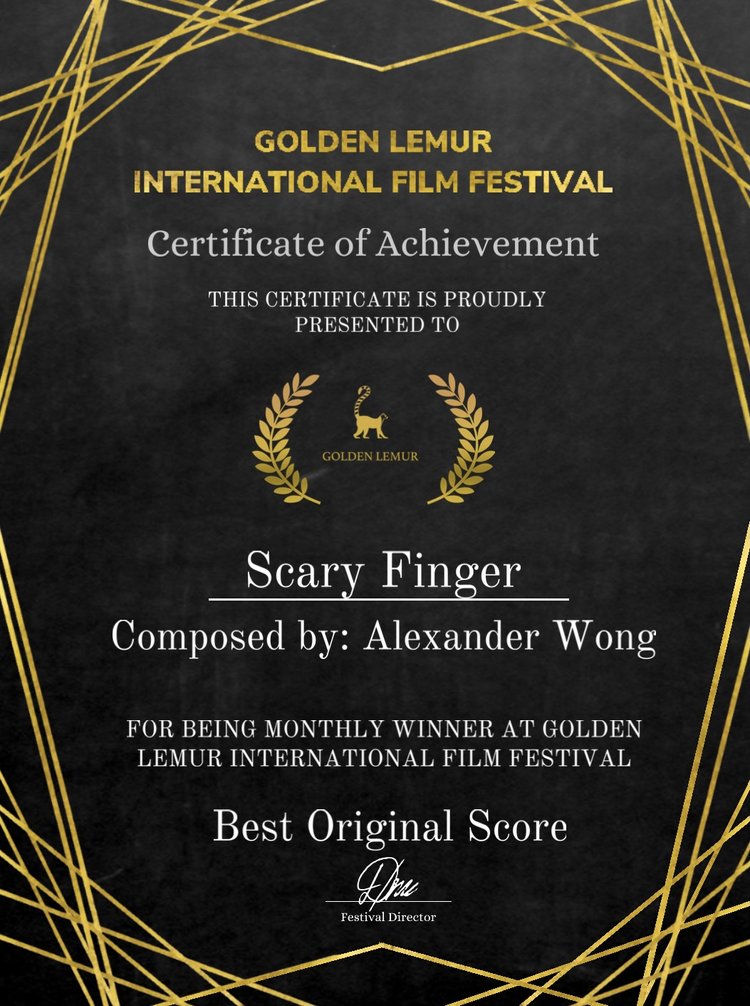 GOLDEN LEMUR
INTERNATIONAL FILM FESTIVAL
Certificate of Achievement
THIS CERTIFICATE IS PROUDLY
PRESENTED TO
GOLDEN LEMUR
Scary Finger
Composed by: Alexander Wong
FOR BEING MONTHLY WINNER AT GOLDEN
LEMUR INTERNATIONAL FILM FESTIVAL
Best Original Score
Festival Director